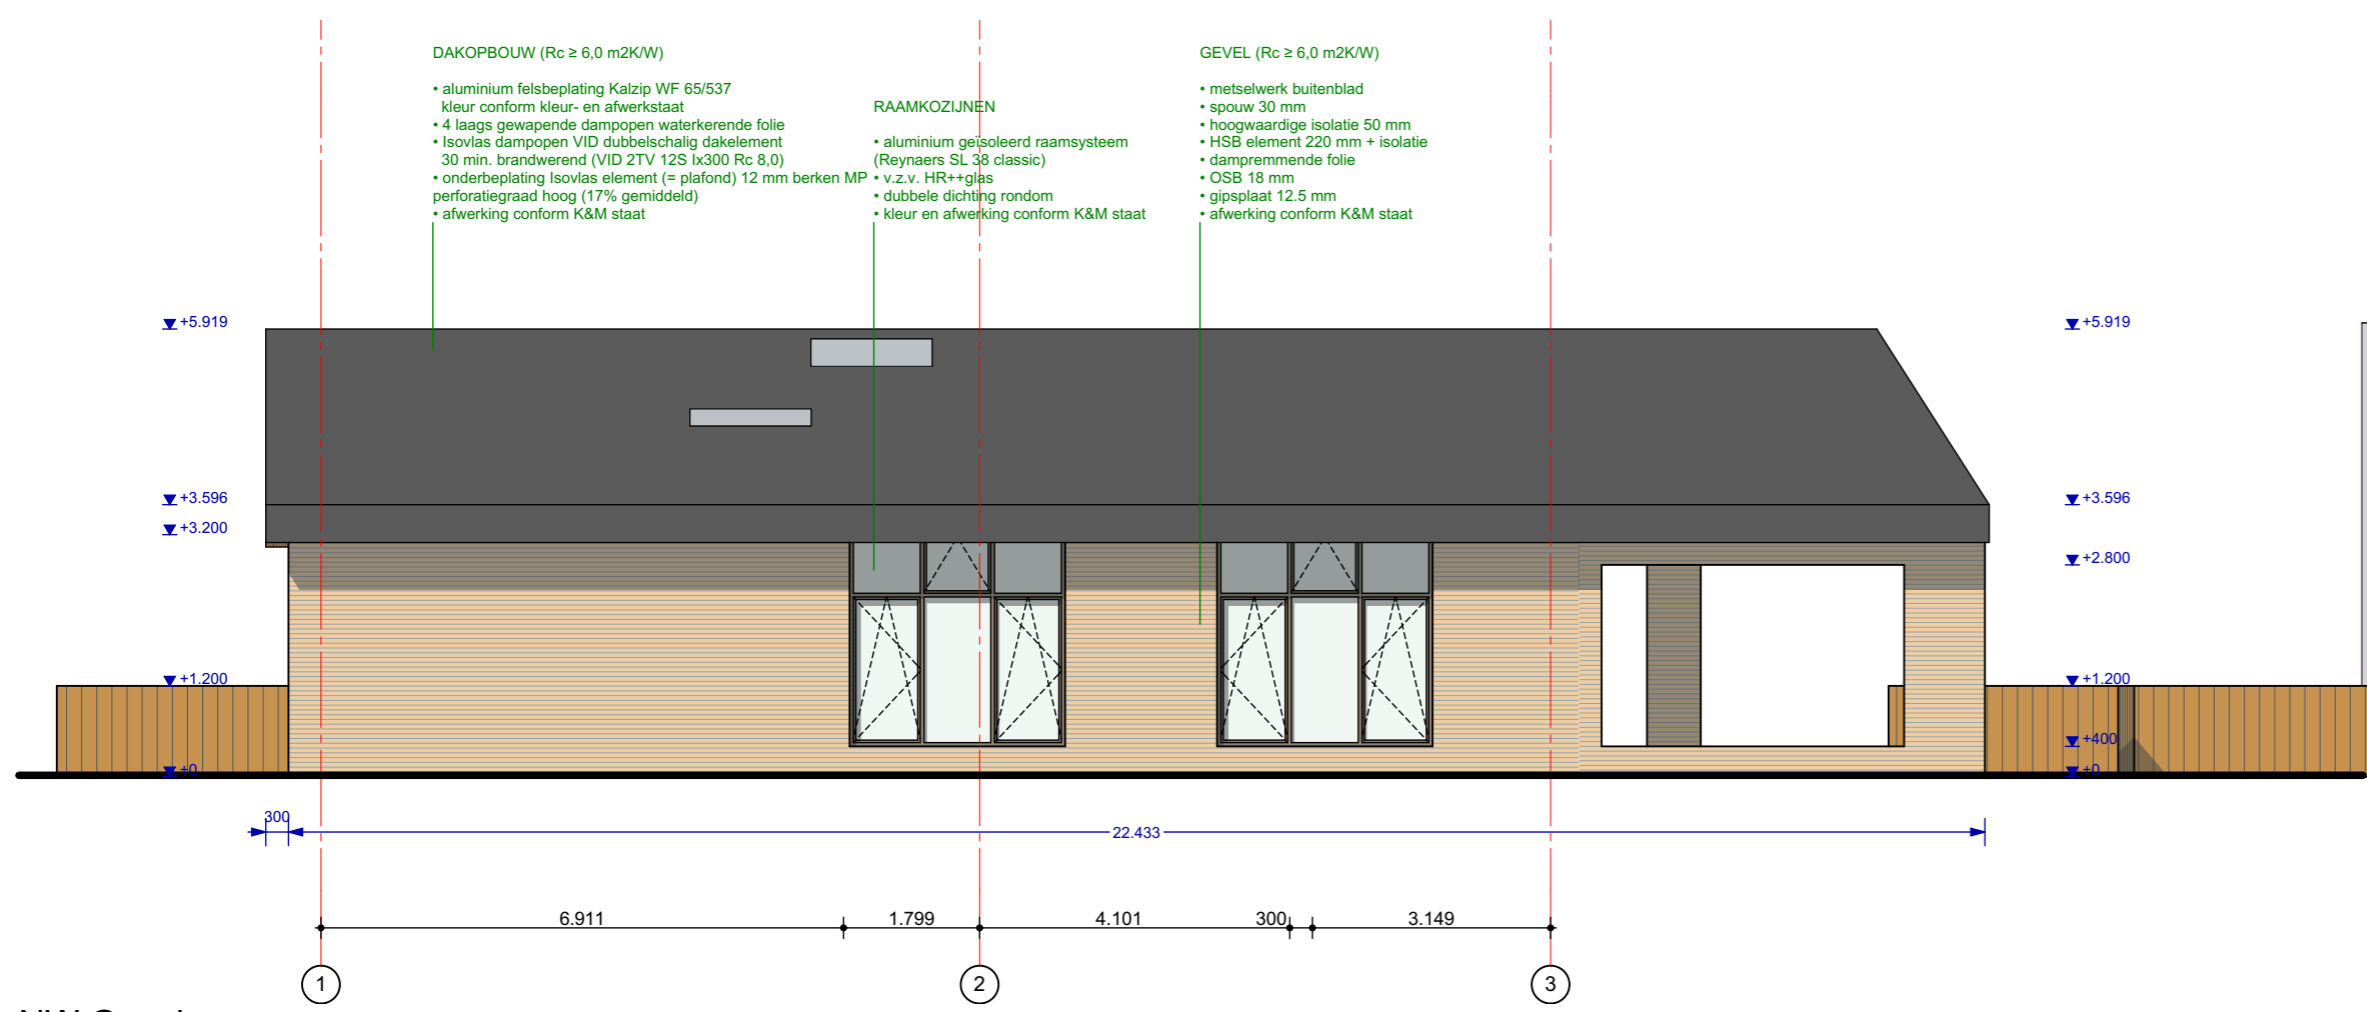 DAKOPBOUW (Rc ≥ 6,0 m2K/W)
• aluminium felsbeplating Kalzip WF 65/537
kleur conform kleur- en afwerkstaat
• 4 laags gewapende dampopen waterkerende folie
• Isovlas dampopen VID dubbelschalig dakelement
30 min. brandwerend (VID 2TV 12S Ix300 Rc 8,0)
• onderbeplating Isovlas element (= plafond) 12 mm berken MP
perforatiegraad hoog (17% gemiddeld)
• afwerking conform K&M staat
RAAMKOZIJNEN
• aluminium geïsoleerd raamsysteem
(Reynaers SL 38 classic)
• v.z.v. HR++glas
• dubbele dichting rondom
• kleur en afwerking conform K&M staat
GEVEL (Rc ≥ 6,0 m2K/W)
• metselwerk buitenblad
• spouw 30 mm
• hoogwaardige isolatie 50 mm
• HSB element 220 mm + isolatie
• dampremmende folie
• OSB 18 mm
• gipsplaat 12.5 mm
• afwerking conform K&M staat
+5.919
+3.596
+3.200
+1.200
+0
+5.919
+3.596
+2.800
+1.200
+400
+0
300
22.433
6.911
1.799
4.101
300
3.149
1
2
3